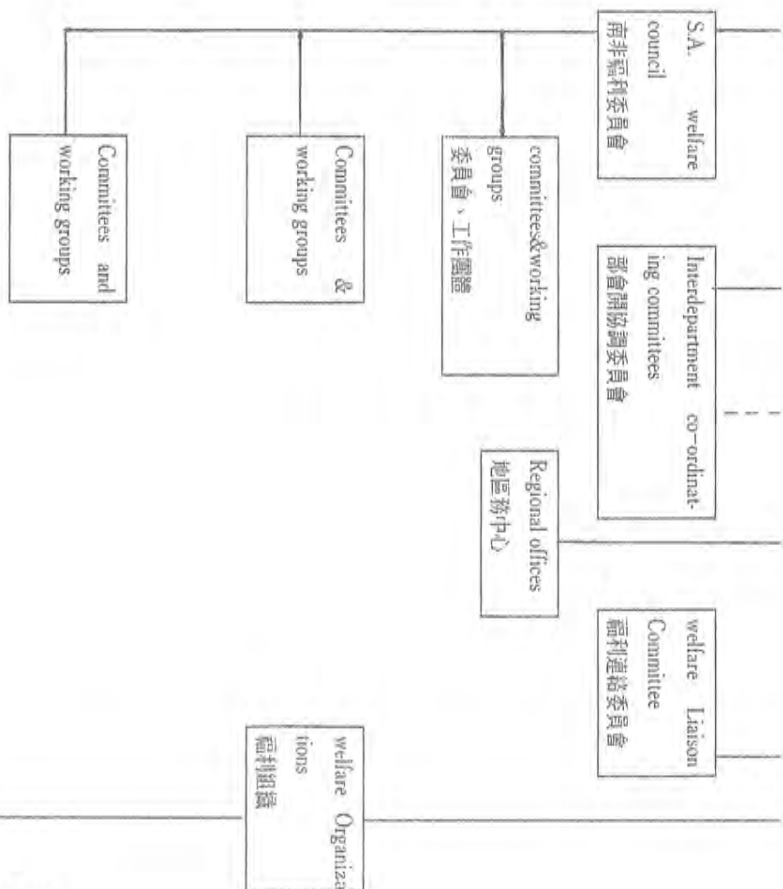 S.A. welfare
council
南非福利委員會
Interdepartment co-ordinat-
ing committees
部會間協調委員會
welfare Liaison
Committee
福利連絡委員會
committees&working
groups
委員會、工作團體
Regional offices
地區務中心
Committees &
working groups
welfare Organiza
tions
福利組織
Committees and
working groups